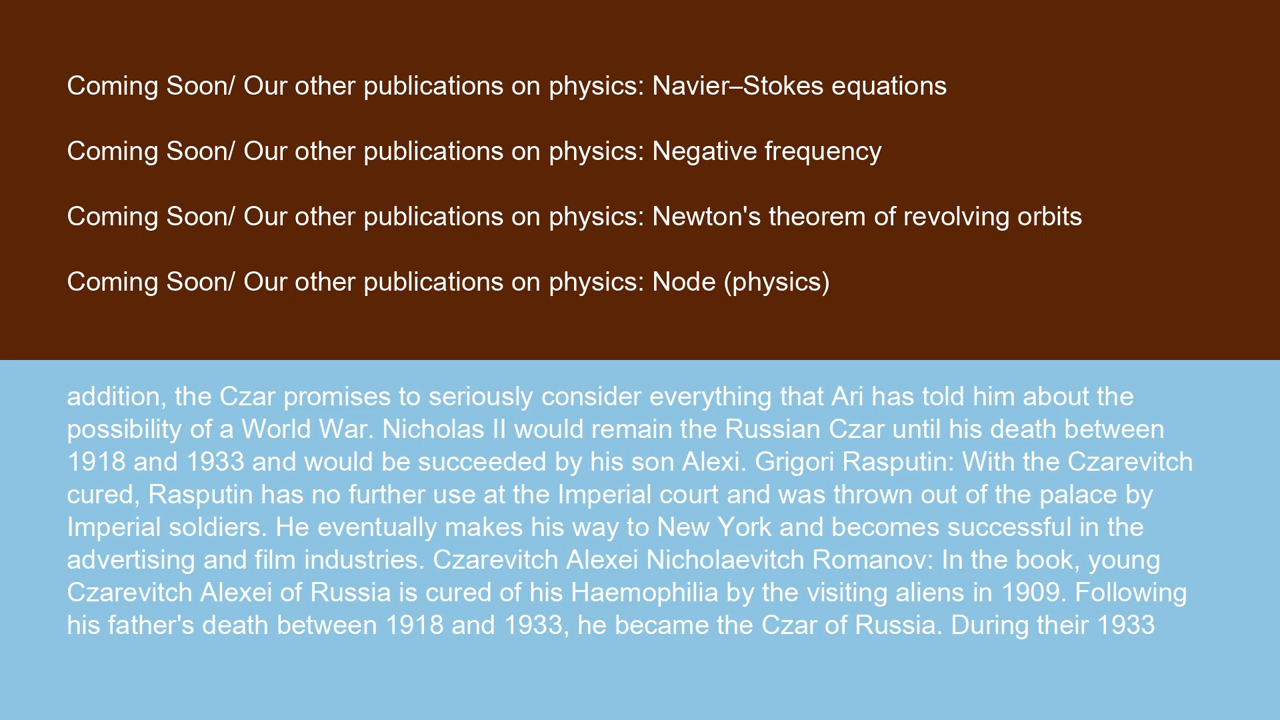 Coming Soon/ Our other publications on physics: Navier–Stokes equations
Coming Soon/ Our other publications on physics: Negative frequency
Coming Soon/ Our other publications on physics: Newton's theorem of revolving orbits
Coming Soon/ Our other publications on physics: Node (physics)
addition, the Czar promises to seriously consider everything that Ari has told him about the
possibility of a World War. Nicholas II would remain the Russian Czar until his death between
1918 and 1933 and would be succeeded by his son Alexi. Grigori Rasputin: With the Czarevitch
cured, Rasputin has no further use at the Imperial court and was thrown out of the palace by
Imperial soldiers. He eventually makes his way to New York and becomes successful in the
advertising and film industries. Czarevitch Alexei Nicholaevitch Romanov: In the book, young
Czarevitch Alexei of Russia is cured of his Haemophilia by the visiting aliens in 1909. Following
his father's death between 1918 and 1933, he became the Czar of Russia. During their 1933